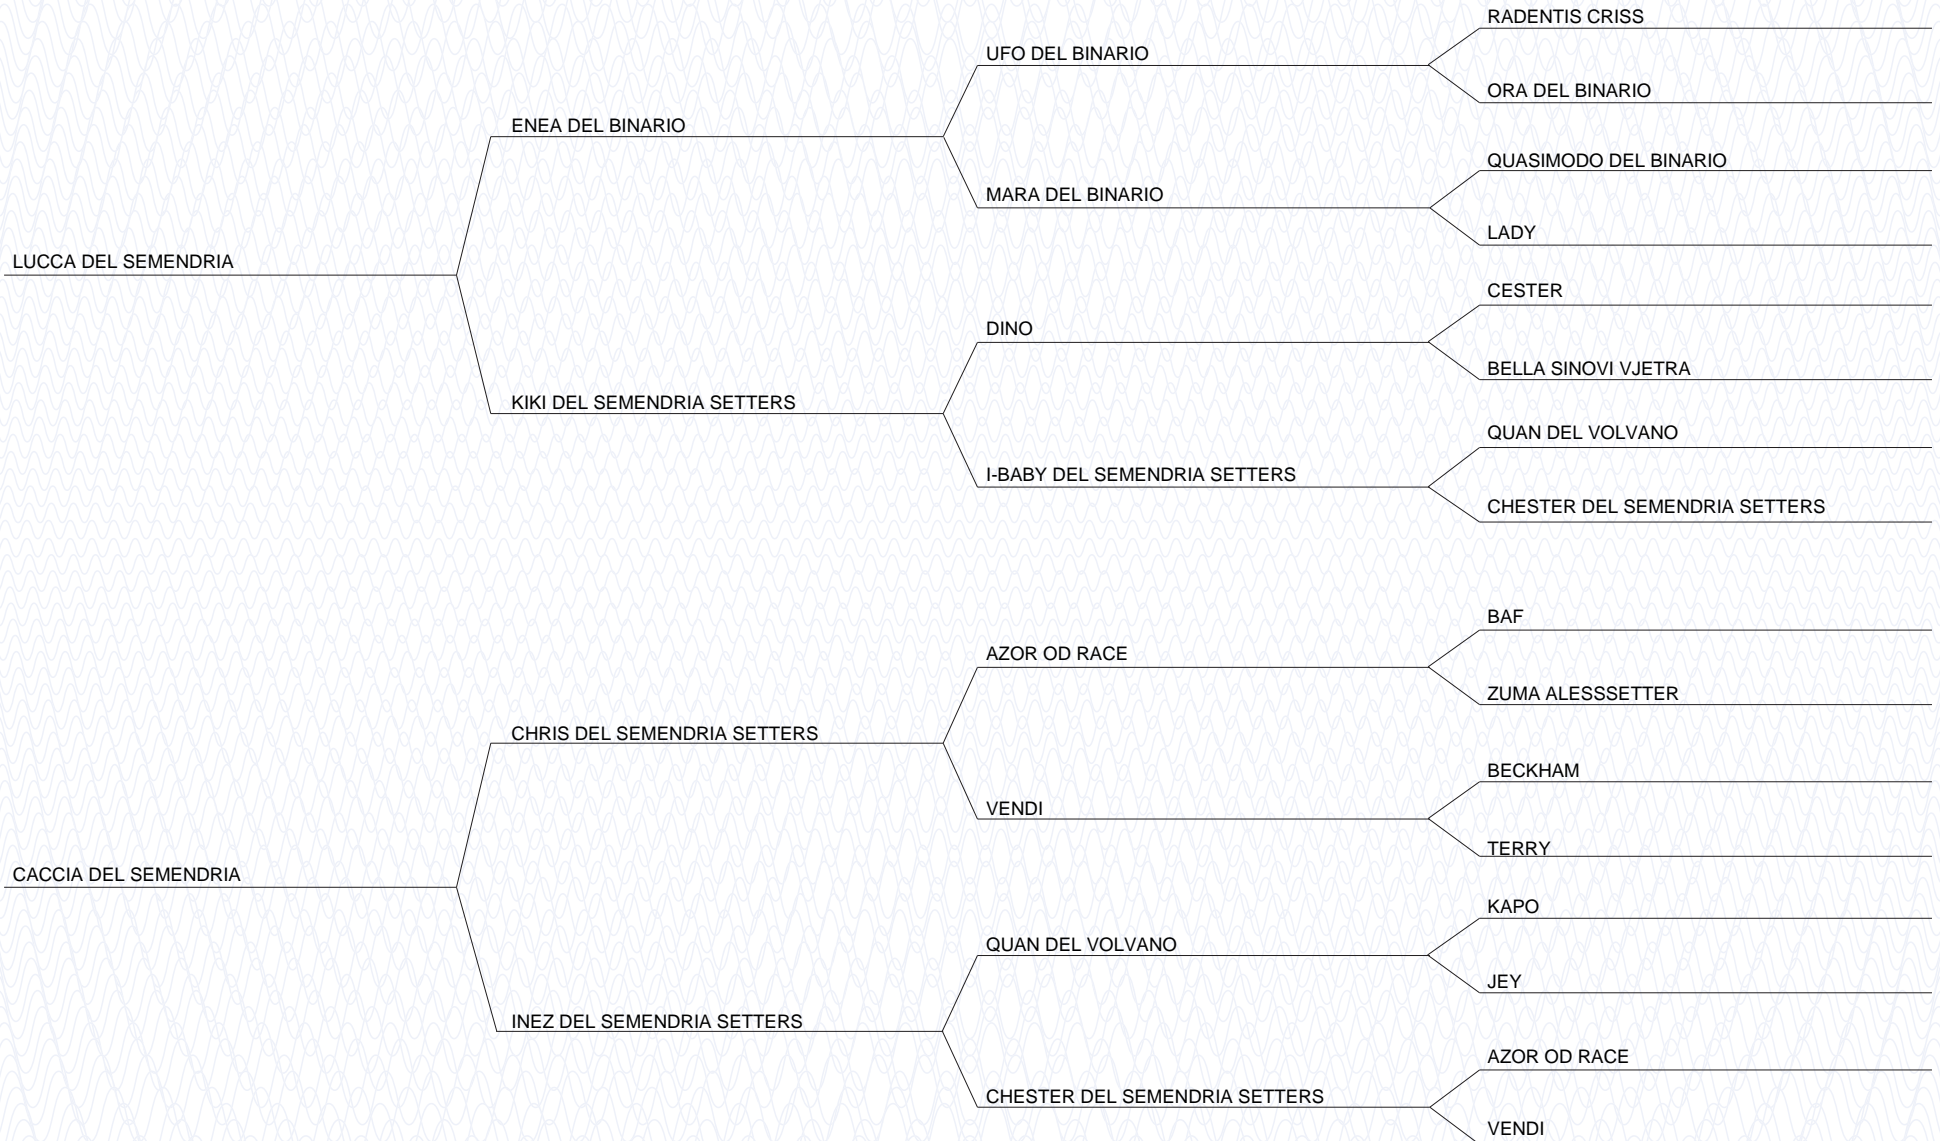 RADENTIS CRISS
UFO DEL BINARIO
ORA DEL BINARIO
ENEA DEL BINARIO
QUASIMODO DEL BINARIO
MARA DEL BINARIO
LADY
LUCCA DEL SEMENDRIA
CESTER
DINO
BELLA SINOVI VJETRA
KIKI DEL SEMENDRIA SETTERS
QUAN DEL VOLVANO
I-BABY DEL SEMENDRIA SETTERS
CHESTER DEL SEMENDRIA SETTERS
BAF
AZOR OD RACE
ZUMA ALESSSETTER
CHRIS DEL SEMENDRIA SETTERS
BECKHAM
VENDI
TERRY
CACCIA DEL SEMENDRIA
KAPO
QUAN DEL VOLVANO
JEY
INEZ DEL SEMENDRIA SETTERS
AZOR OD RACE
CHESTER DEL SEMENDRIA SETTERS
VENDI